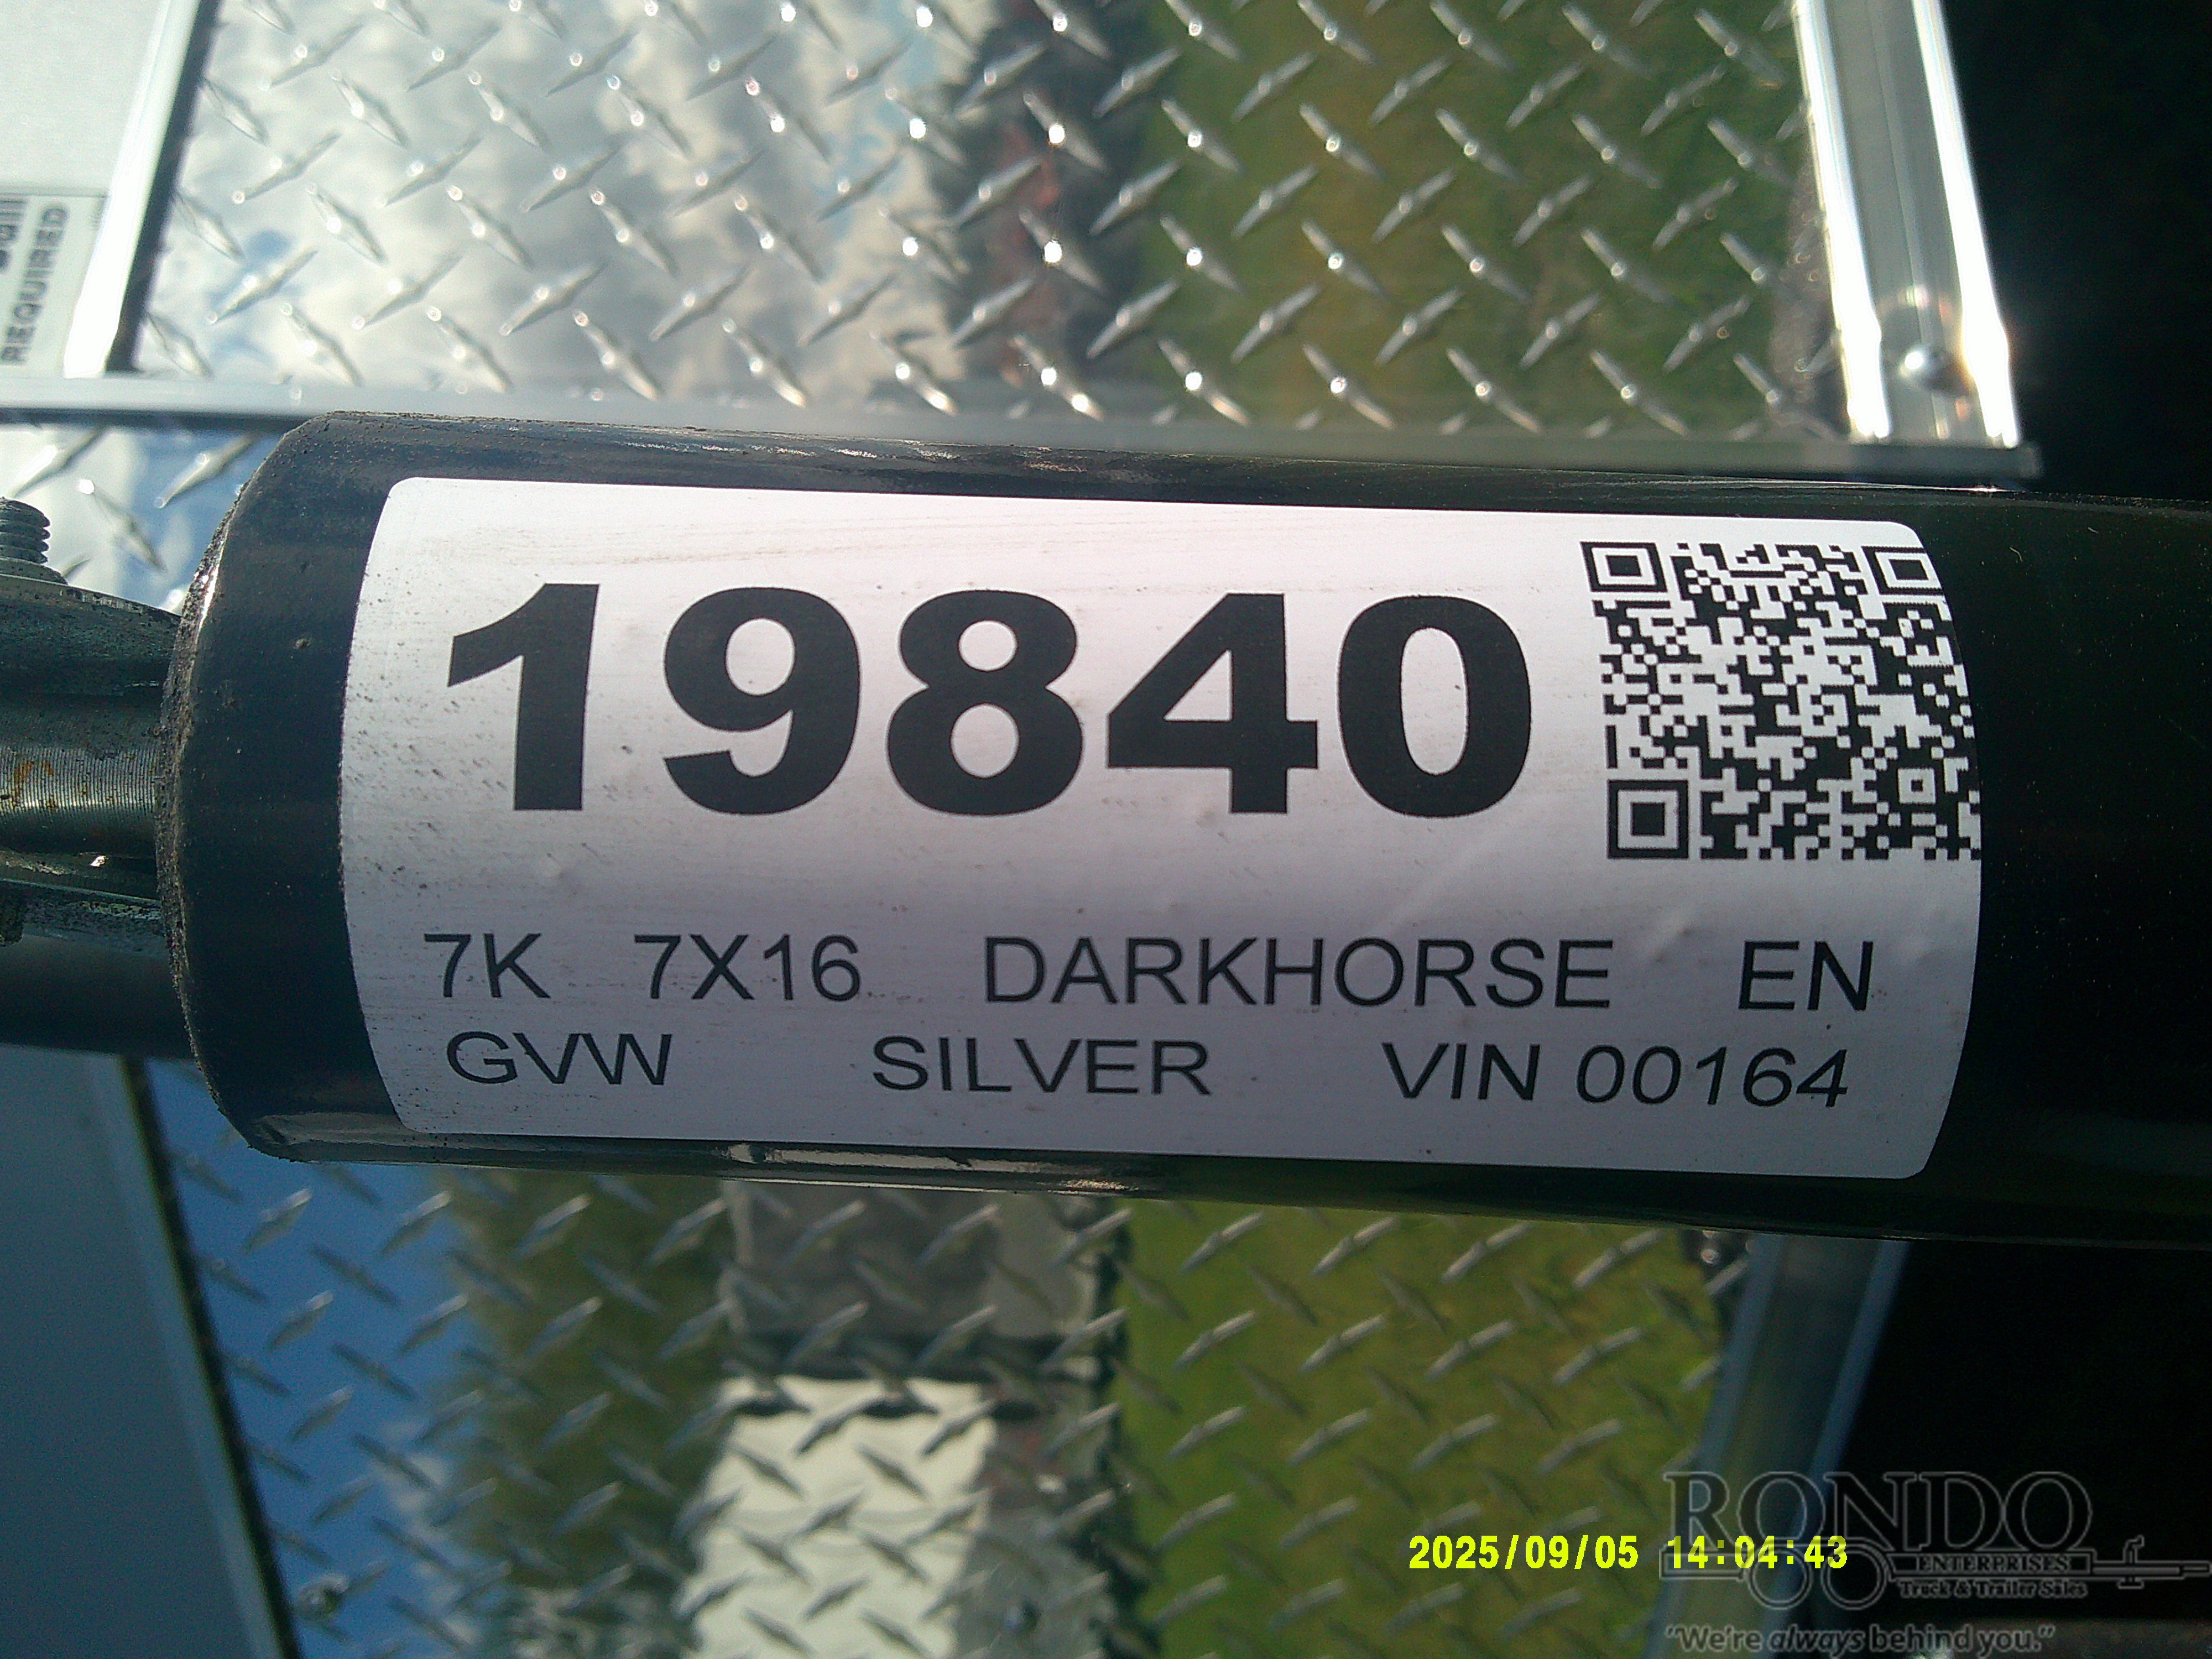 REQUIRED
19840
7K 7X16 DARKHORSE EN
GVW SILVER VIN 00164
2025/09/05 14:04:43
RONDO
ENTERPRISES
Truck & Trailer Sales
"We're always behind you."